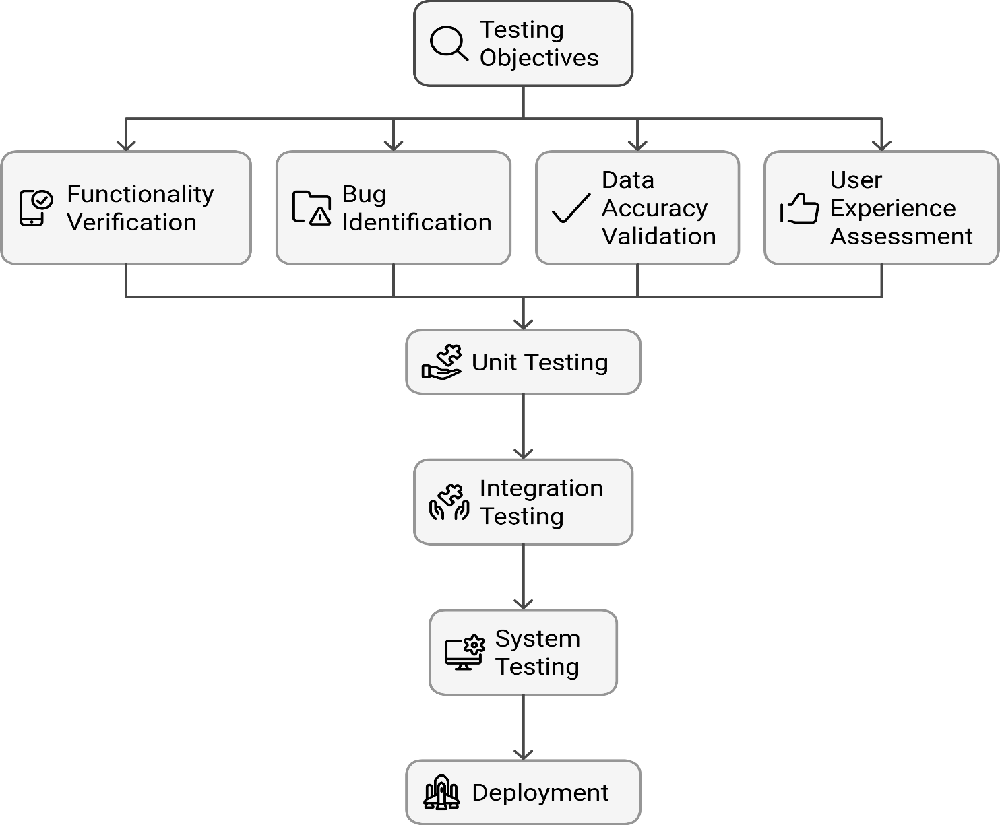 Testing
Objectives
Functionality
Verification
Bug
Identification
Data
Accuracy
Validation
User
Experience
Assessment
Unit Testing
Integration
Testing
System
Testing
Deployment